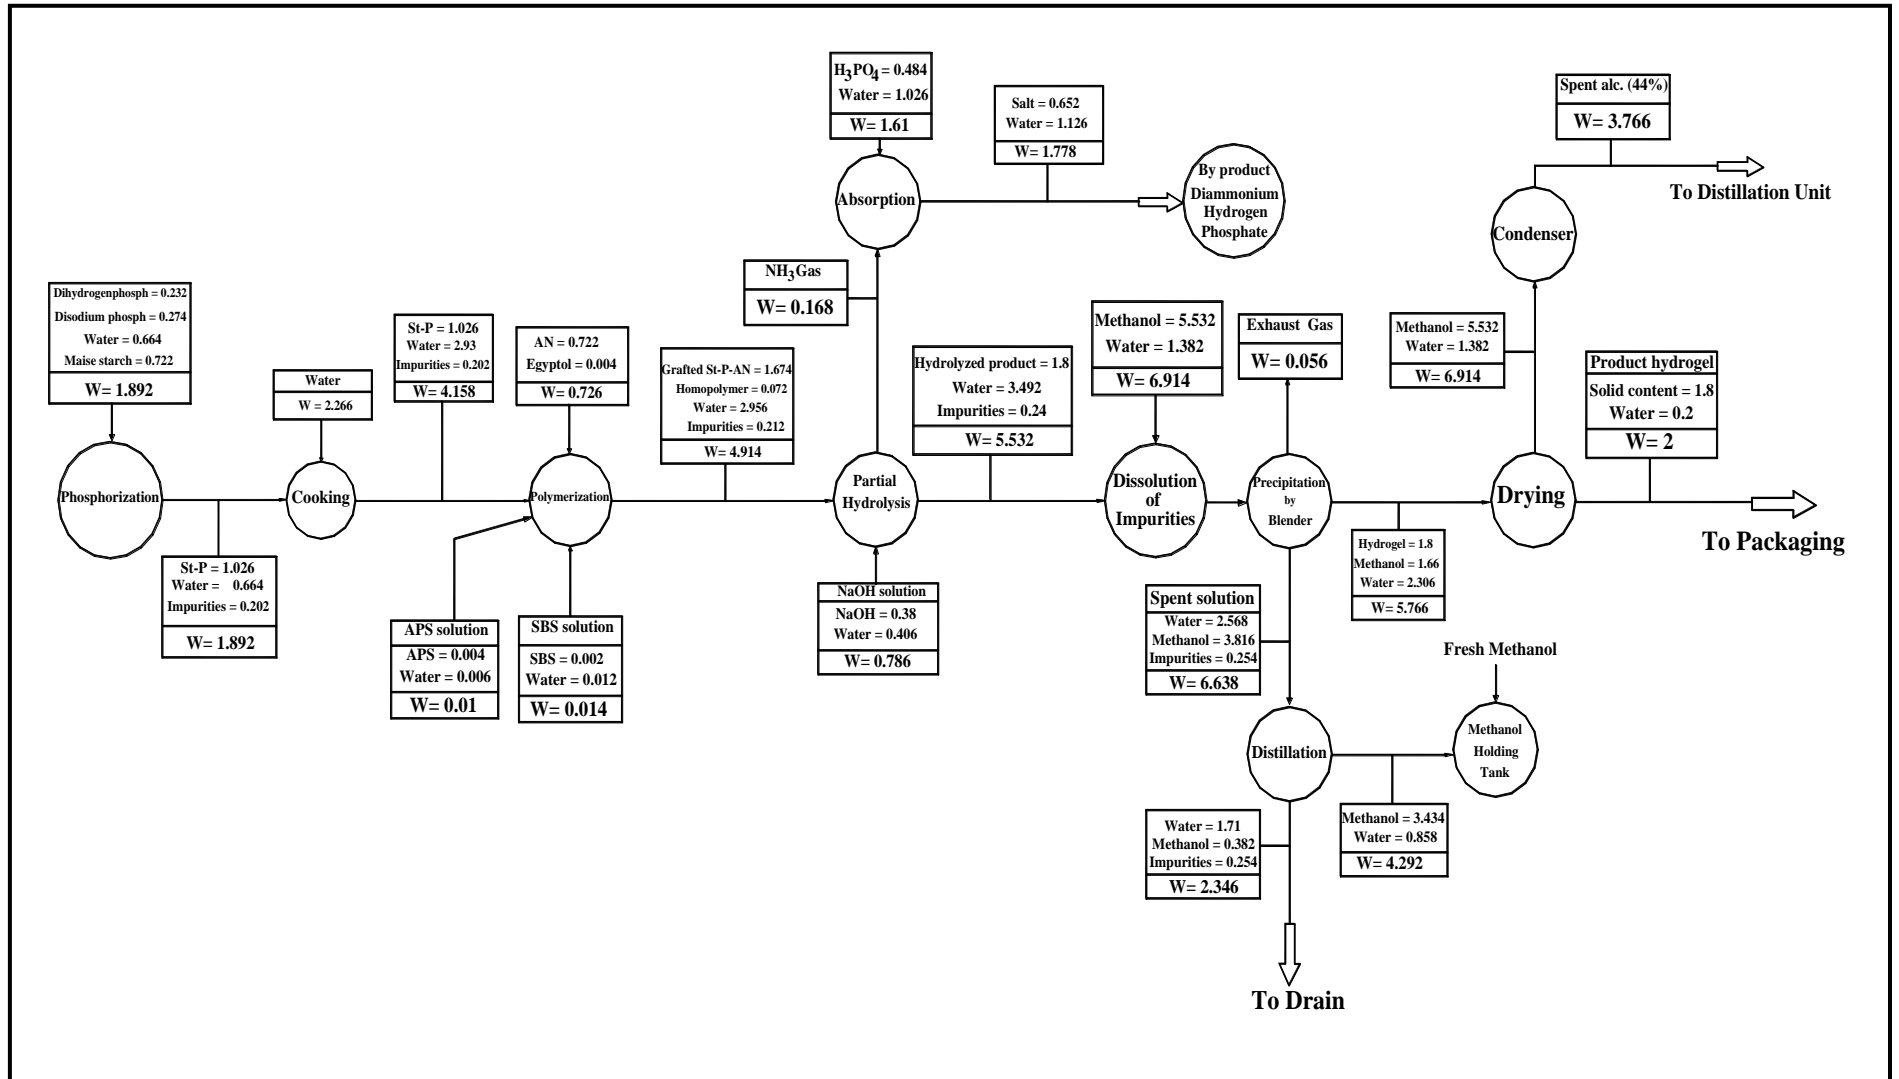 Dihydrogenphosph = 0.232
Disodium phosph = 0.274
Water = 0.664
Maise starch = 0.722
W= 1.892
Phosphorization
St-P = 1.026
Water = 0.664
Impurities = 0.202
W= 1.892
Water
W = 2.266
Cooking
St-P = 1.026
Water = 2.93
Impurities = 0.202
W= 4.158
AN = 0.722
Egyptol = 0.004
W= 0.726
Polymerization
APS solution
APS = 0.004
Water = 0.006
W= 0.01
SBS solution
SBS = 0.002
Water = 0.012
W= 0.014
Grafted St-P-AN = 1.674
Homopolymer = 0.072
Water = 2.956
Impurities = 0.212
W= 4.914
Partial
Hydrolysis
NaOH solution
NaOH = 0.38
Water = 0.406
W= 0.786
NH3Gas
W= 0.168
H3PO4 = 0.484
Water = 1.026
W= 1.61
Absorption
Salt = 0.652
Water = 1.126
W= 1.778
By product
Diammonium
Hydrogen
Phosphate
Hydrolyzed product = 1.8
Water = 3.492
Impurities = 0.24
W= 5.532
Methanol = 5.532
Water = 1.382
W= 6.914
Dissolution
of
Impurities
Exhaust Gas
W= 0.056
Precipitation
by
Blender
Spent solution
Water = 2.568
Methanol = 3.816
Impurities = 0.254
W= 6.638
Distillation
Water = 1.71
Methanol = 0.382
Impurities = 0.254
W= 2.346
To Drain
Methanol = 3.434
Water = 0.858
W= 4.292
Fresh Methanol
Methanol
Holding
Tank
Hydrogel = 1.8
Methanol = 1.66
Water = 2.306
W= 5.766
Drying
Methanol = 5.532
Water = 1.382
W= 6.914
Condenser
Spent alc. (44%)
W= 3.766
To Distillation Unit
Product hydrogel
Solid content = 1.8
Water = 0.2
W= 2
To Packaging